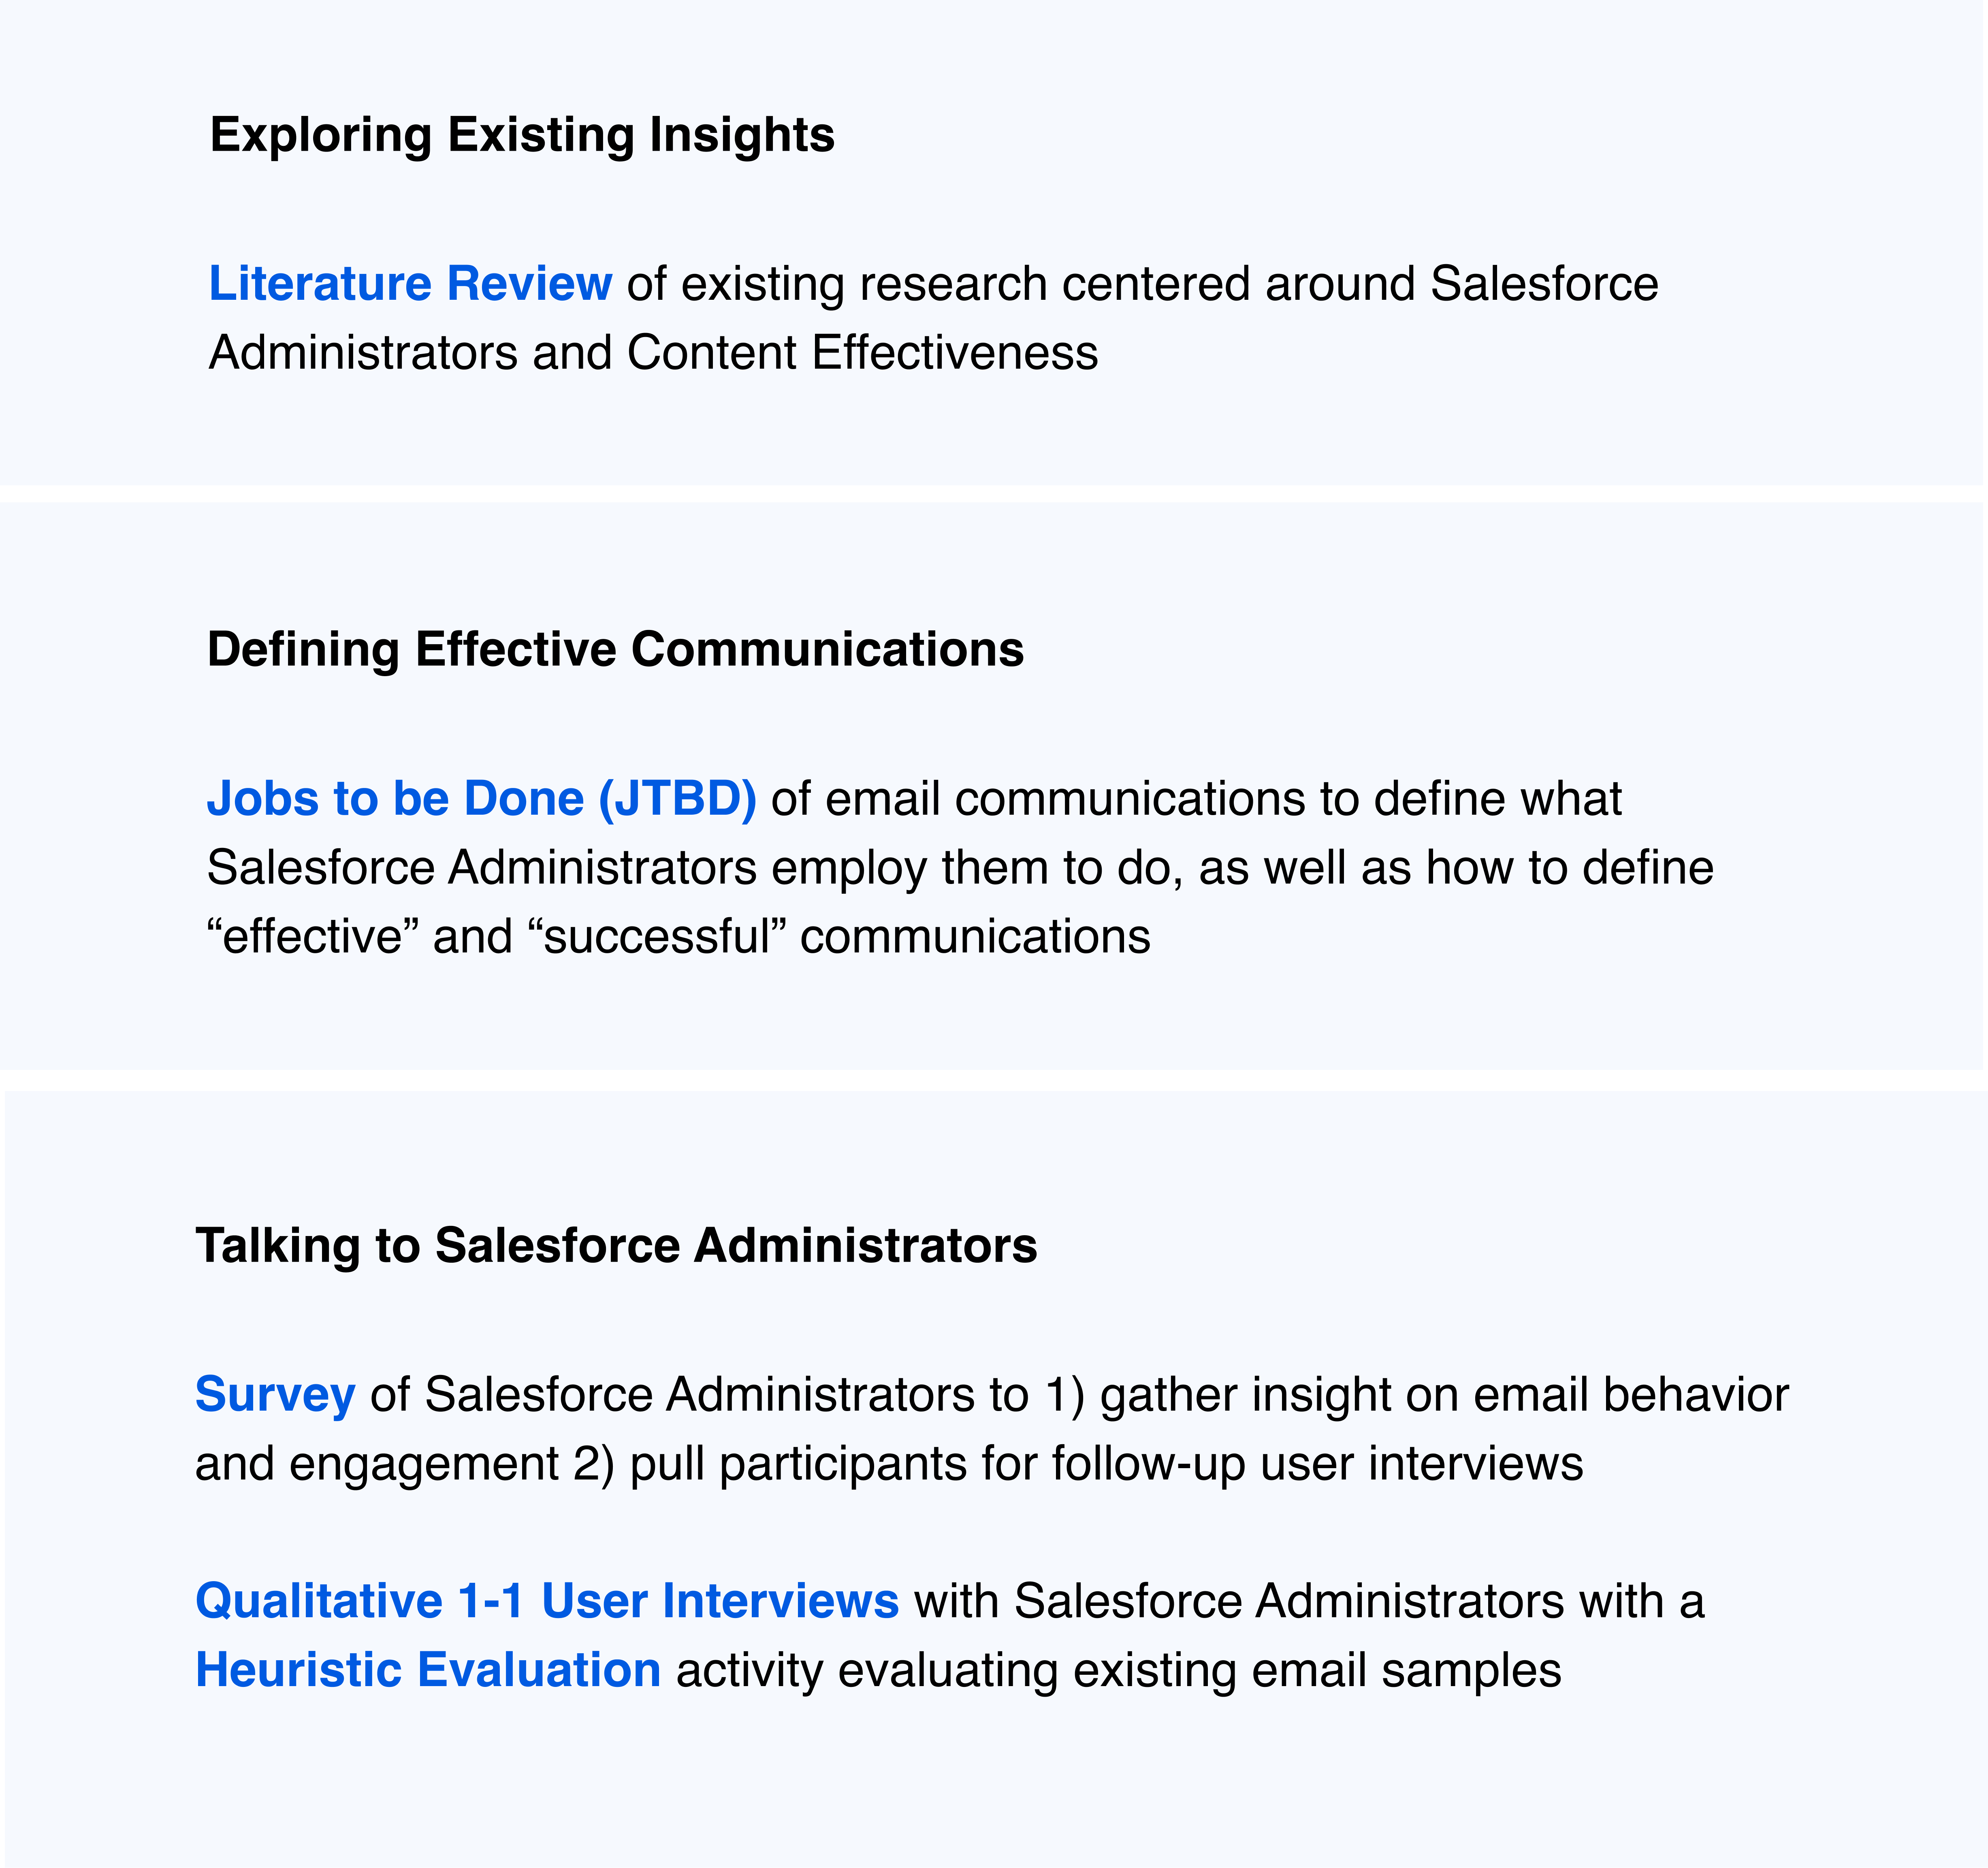 Exploring Existing Insights
Literature Review of existing research centered around Salesforce
Administrators and Content Effectiveness
Defining Effective Communications
Jobs to be Done (JTBD) of email communications to define what
Salesforce Administrators employ them to do, as well as how to define
“effective” and “successful” communications
Talking to Salesforce Administrators
Survey of Salesforce Administrators to 1) gather insight on email behavior
and engagement 2) pull participants for follow-up user interviews
Qualitative 1-1 User Interviews with Salesforce Administrators with a
Heuristic Evaluation activity evaluating existing email samples